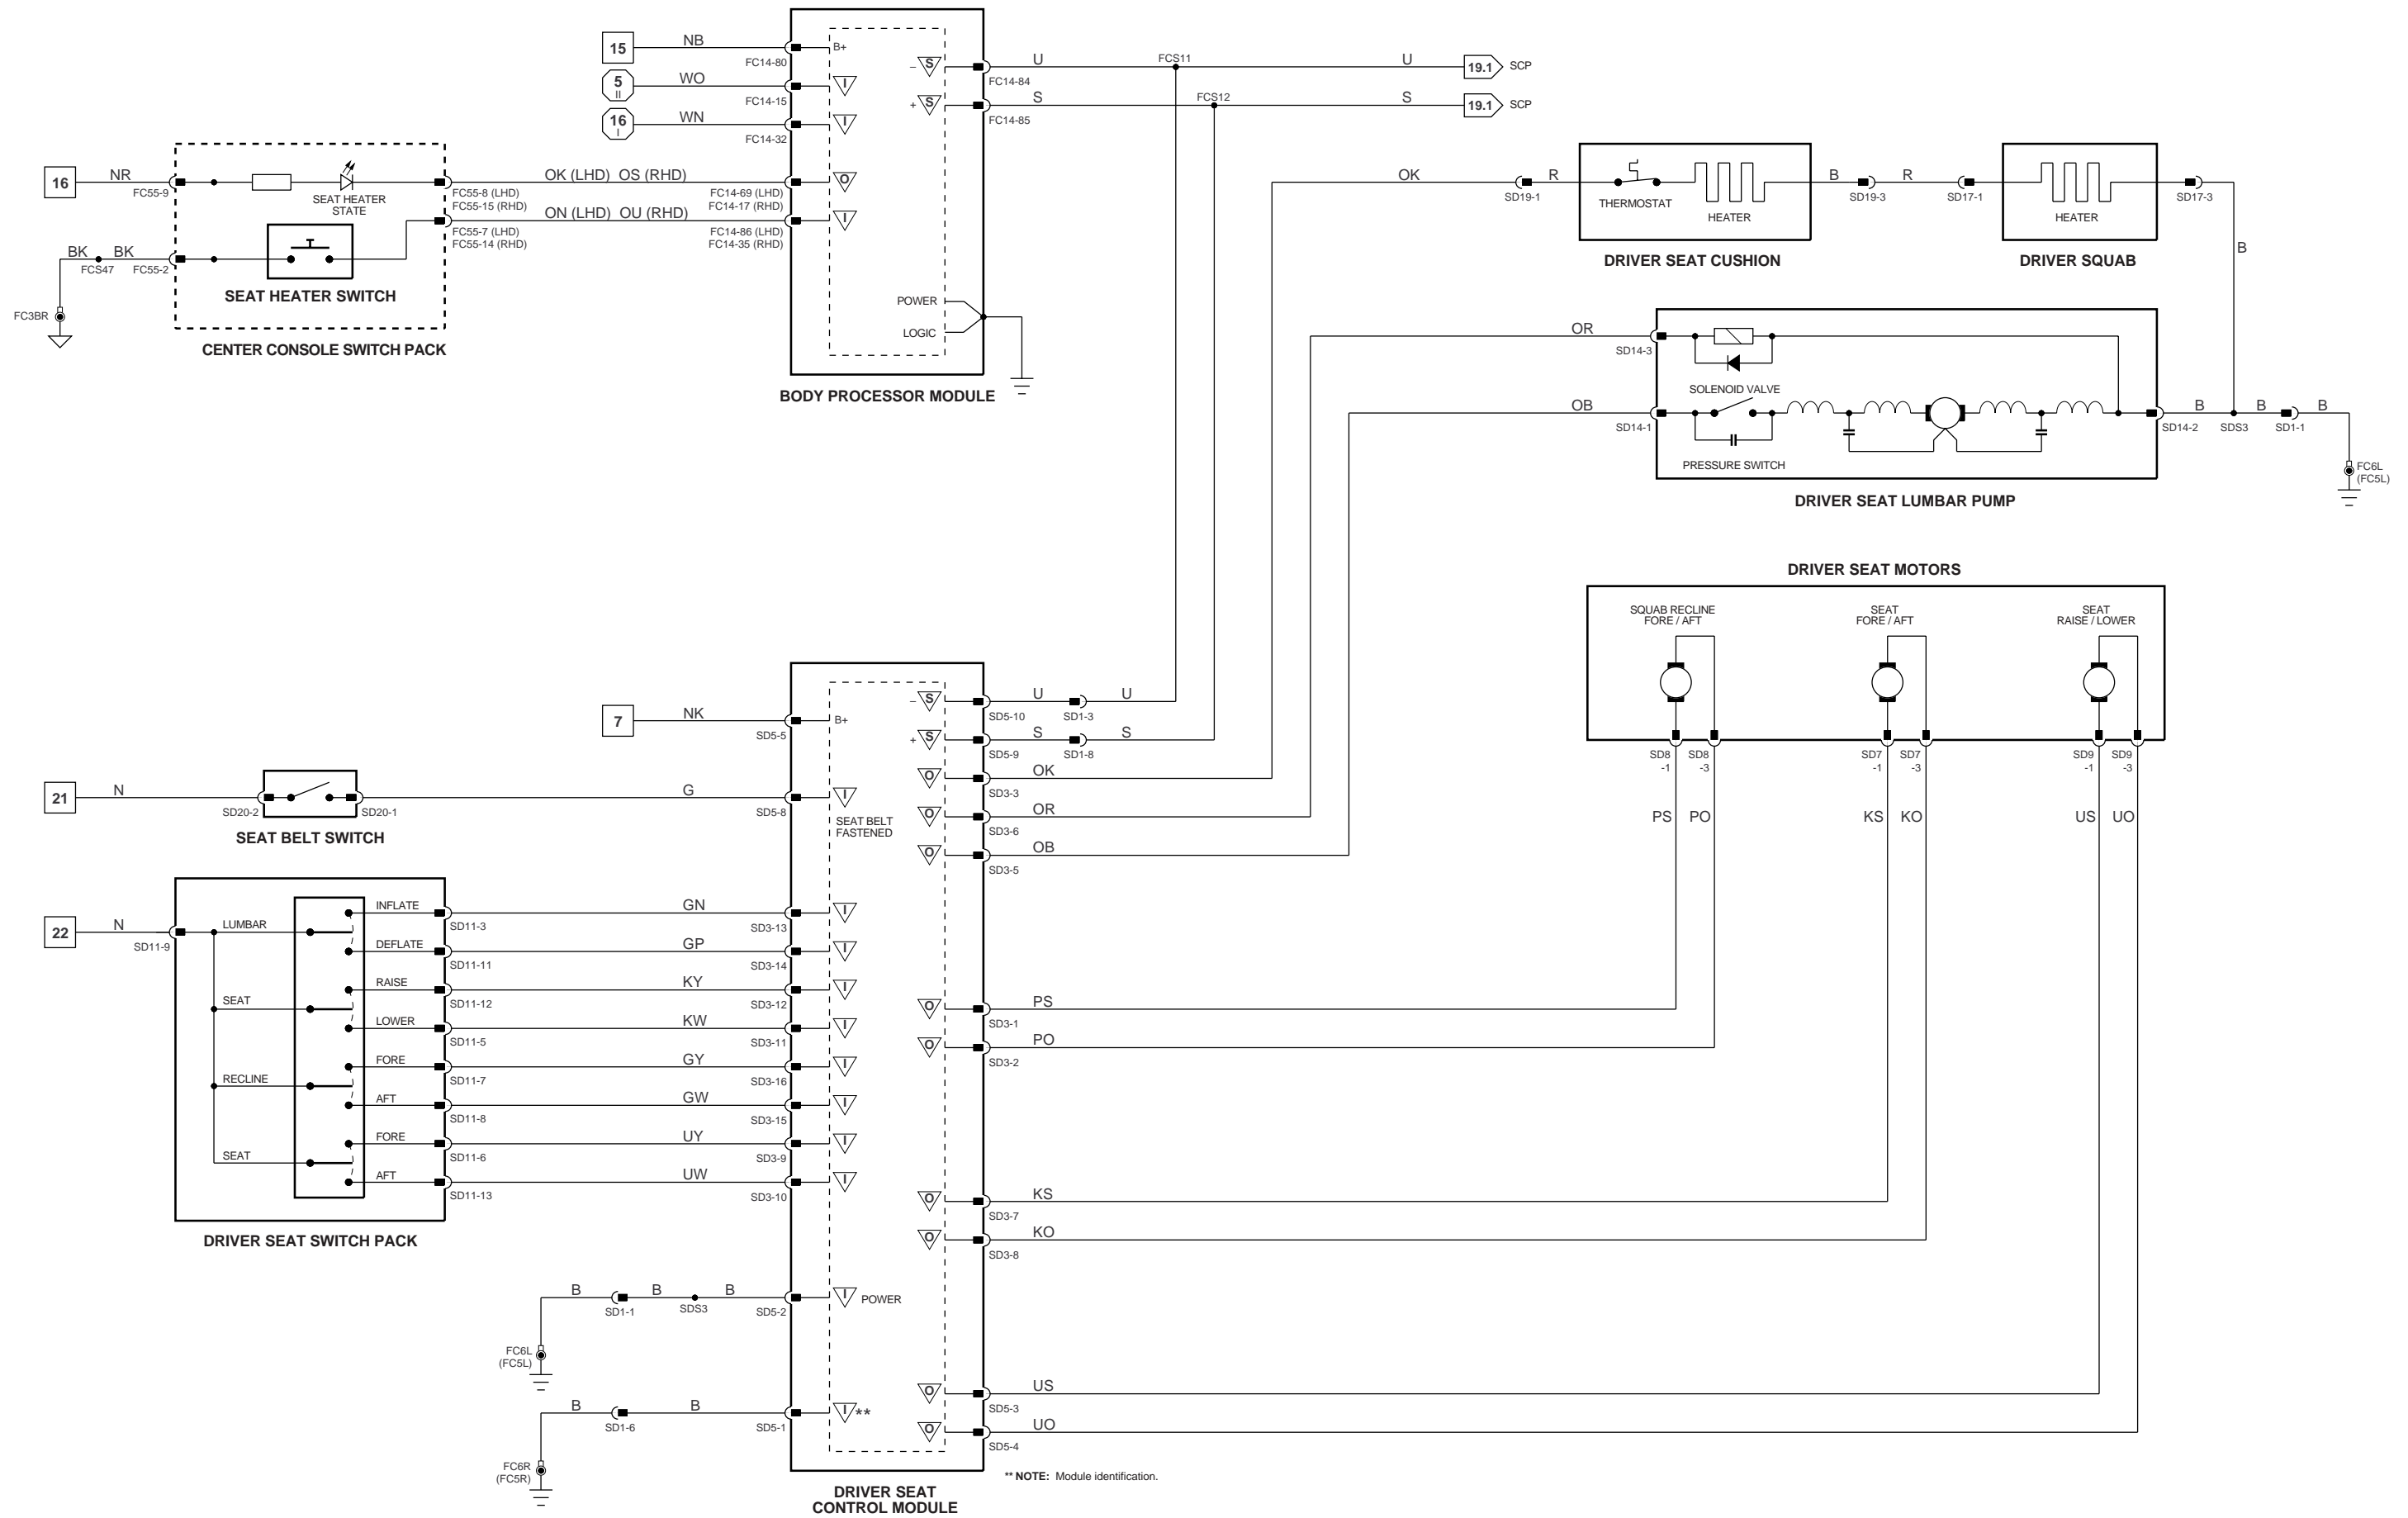 15 NB FC14-80 B+
5 II WO FC14-15 I
16 I WN FC14-32 I
– S U FC14-84 FCS11 U 19.1 SCP
+ S S FC14-85 FCS12 S 19.1 SCP
16 NR FC55-9
SEAT HEATER
STATE
FC55-8 (LHD)
FC55-15 (RHD)
OK (LHD) OS (RHD)
FC14-69 (LHD)
FC14-17 (RHD)
O
FC55-7 (LHD)
FC55-14 (RHD)
ON (LHD) OU (RHD)
FC14-86 (LHD)
FC14-35 (RHD)
I
BK FCS47 BK FC55-2
FC3BR
SEAT HEATER SWITCH
CENTER CONSOLE SWITCH PACK
POWER
LOGIC
BODY PROCESSOR MODULE
OK SD19-1 R
THERMOSTAT
HEATER
DRIVER SEAT CUSHION
B SD19-3 R SD17-1
HEATER
DRIVER SQUAB
SD17-3
B
OR SD14-3
SOLENOID VALVE
OB SD14-1
PRESSURE SWITCH
SD14-2 B SDS3 B SD1-1 B
FC6L
(FC5L)
DRIVER SEAT LUMBAR PUMP
DRIVER SEAT MOTORS
SQUAB RECLINE
FORE / AFT
SEAT
FORE / AFT
SEAT
RAISE / LOWER
SD8
-1
SD8
-3
SD7
-1
SD7
-3
SD9
-1
SD9
-3
PS PO KS KO US UO
7 NK SD5-5 B+
– S SD5-10 U SD1-3 U
+ S SD5-9 S SD1-8 S
O SD3-3 OK
O SD3-6 OR
O SD3-5 OB
21 N SD20-2 SD20-1 G SD5-8 I
SEAT BELT
FASTENED
SEAT BELT SWITCH
22 N SD11-9
LUMBAR
INFLATE SD11-3 GN SD3-13 I
DEFLATE SD11-11 GP SD3-14 I
SEAT
RAISE SD11-12 KY SD3-12 I
LOWER SD11-5 KW SD3-11 I
RECLINE
FORE SD11-7 GY SD3-16 I
AFT SD11-8 GW SD3-15 I
SEAT
FORE SD11-6 UY SD3-9 I
AFT SD11-13 UW SD3-10 I
DRIVER SEAT SWITCH PACK
O SD3-1 PS
O SD3-2 PO
O SD3-7 KS
O SD3-8 KO
B SD1-1 B SDS3 B SD5-2 I POWER
FC6L
(FC5L)
B SD1-6 B SD5-1 I **
FC6R
(FC5R)
O SD5-3 US
O SD5-4 UO
** NOTE: Module identification.
DRIVER SEAT
CONTROL MODULE